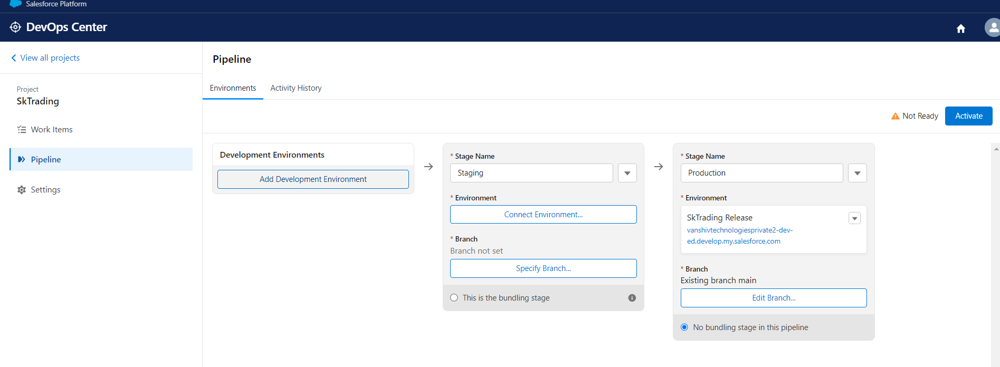 Salesforce Platform
DevOps Center
View all projects
Project
SkTrading
Work Items
Pipeline
Settings
Pipeline
Environments Activity History
Not Ready Activate
Development Environments
Add Development Environment
* Stage Name
Staging
* Environment
Connect Environment...
* Branch
Branch not set
Specify Branch...
This is the bundling stage
* Stage Name
Production
* Environment
SkTrading Release
vanshivtechnologiesprivate2-dev-
ed.develop.my.salesforce.com
* Branch
Existing branch main
Edit Branch...
No bundling stage in this pipeline